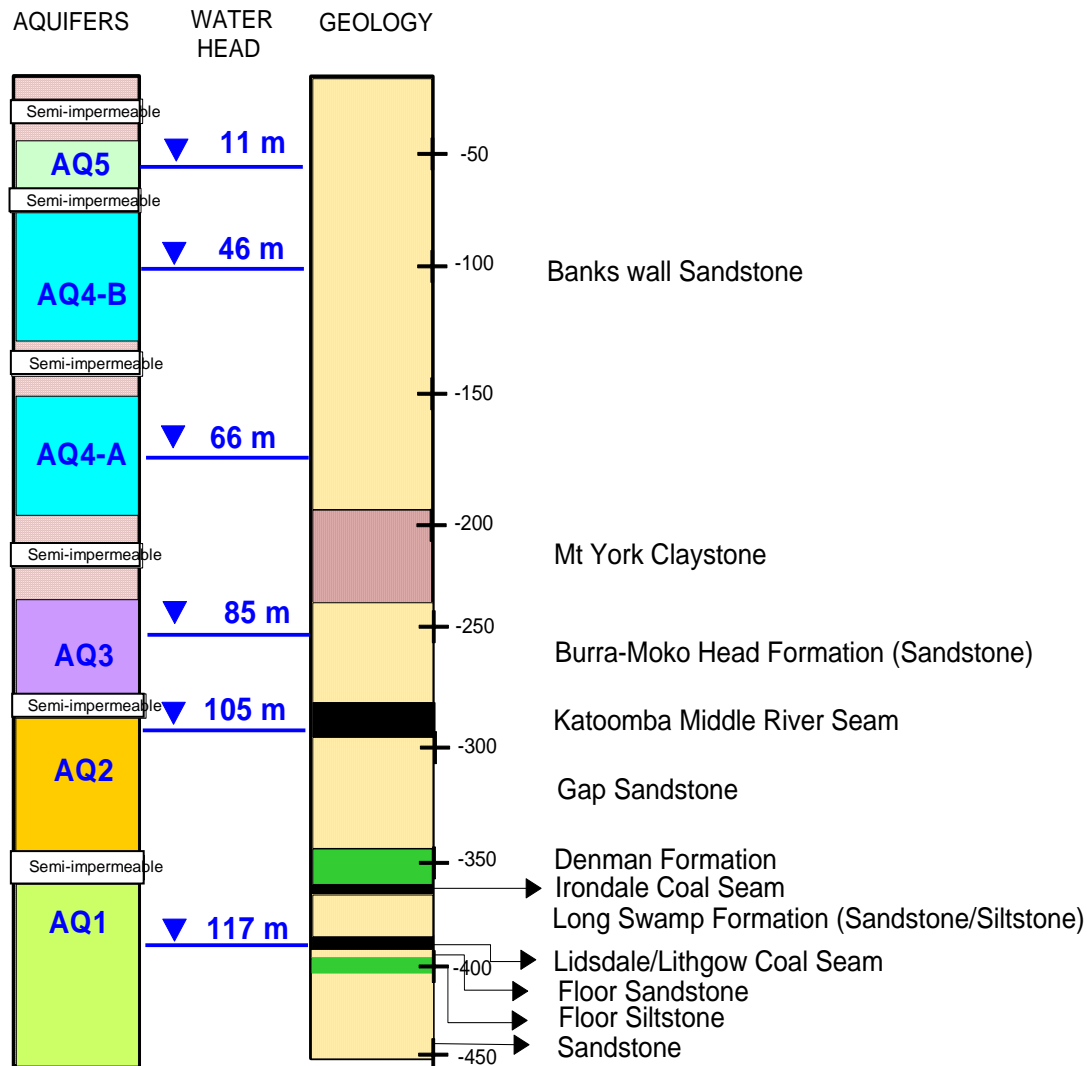 AQUIFERS
WATER
HEAD
GEOLOGY
Semi-impermeable
11 m
AQ5
-50
Semi-impermeable
46 m
-100
Banks wall Sandstone
AQ4-B
Semi-impermeable
-150
66 m
AQ4-A
-200
Semi-impermeable
Mt York Claystone
85 m
-250
AQ3
Burra-Moko Head Formation (Sandstone)
Semi-impermeable
105 m
Katoomba Middle River Seam
-300
AQ2
Gap Sandstone
-350
Denman Formation
Semi-impermeable
Irondale Coal Seam
AQ1
Long Swamp Formation (Sandstone/Siltstone)
117 m
Lidsdale/Lithgow Coal Seam
-400
Floor Sandstone
Floor Siltstone
Sandstone
-450